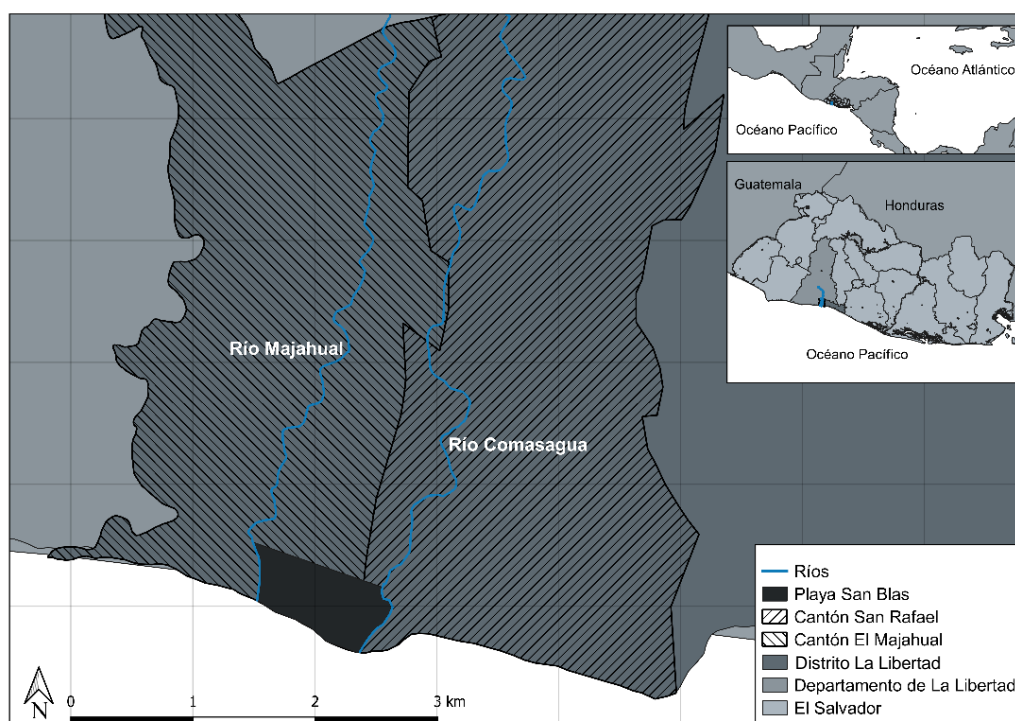 Océano Atlántico
Océano Pacífico
Guatemala
Honduras
Océano Pacífico
Río Majahual
Río Comasagua
Ríos
Playa San Blas
Cantón San Rafael
Cantón El Majahual
Distrito La Libertad
Departamento de La Libertad
El Salvador
N
0 1 2 3 km